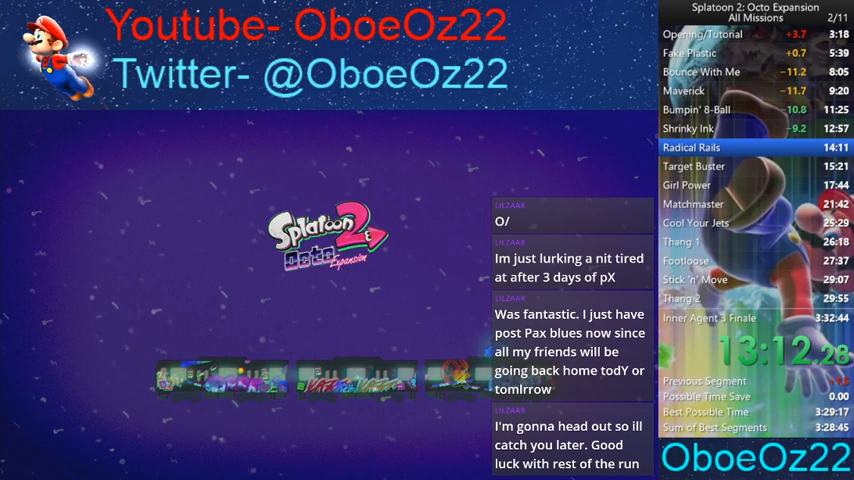 Youtube- OboeOz22
Twitter- @OboeOz22
Splatoon 2
Octo Expansion
LILZAAR
O/
LILZAAR
Im just lurking a nit tired
at after 3 days of pX
LILZAAR
Was fantastic. I just have
post Pax blues now since
all my friends will be
going back home todY or
tomlrrow
LILZAAR
I'm gonna head out so ill
catch you later. Good
luck with rest of the run
Splatoon 2: Octo Expansion
All Missions 2/11
Opening/Tutorial +3.7 3:18
Fake Plastic +0.7 5:39
Bounce With Me −11.2 8:05
Maverick −11.7 9:20
Bumpin' 8-Ball −10.8 11:25
Shrinky Ink −9.2 12:57
Radical Rails 14:11
Target Buster 15:21
Girl Power 17:44
Matchmaster 21:42
Cool Your Jets 25:29
Thang 1 26:18
Footloose 27:37
Stick 'n' Move 29:07
Thang 2 29:55
Inner Agent 3 Finale 3:32:44
13:12.28
Previous Segment +1.6
Possible Time Save 0.00
Best Possible Time 3:29:17
Sum of Best Segments 3:28:45
OboeOz22